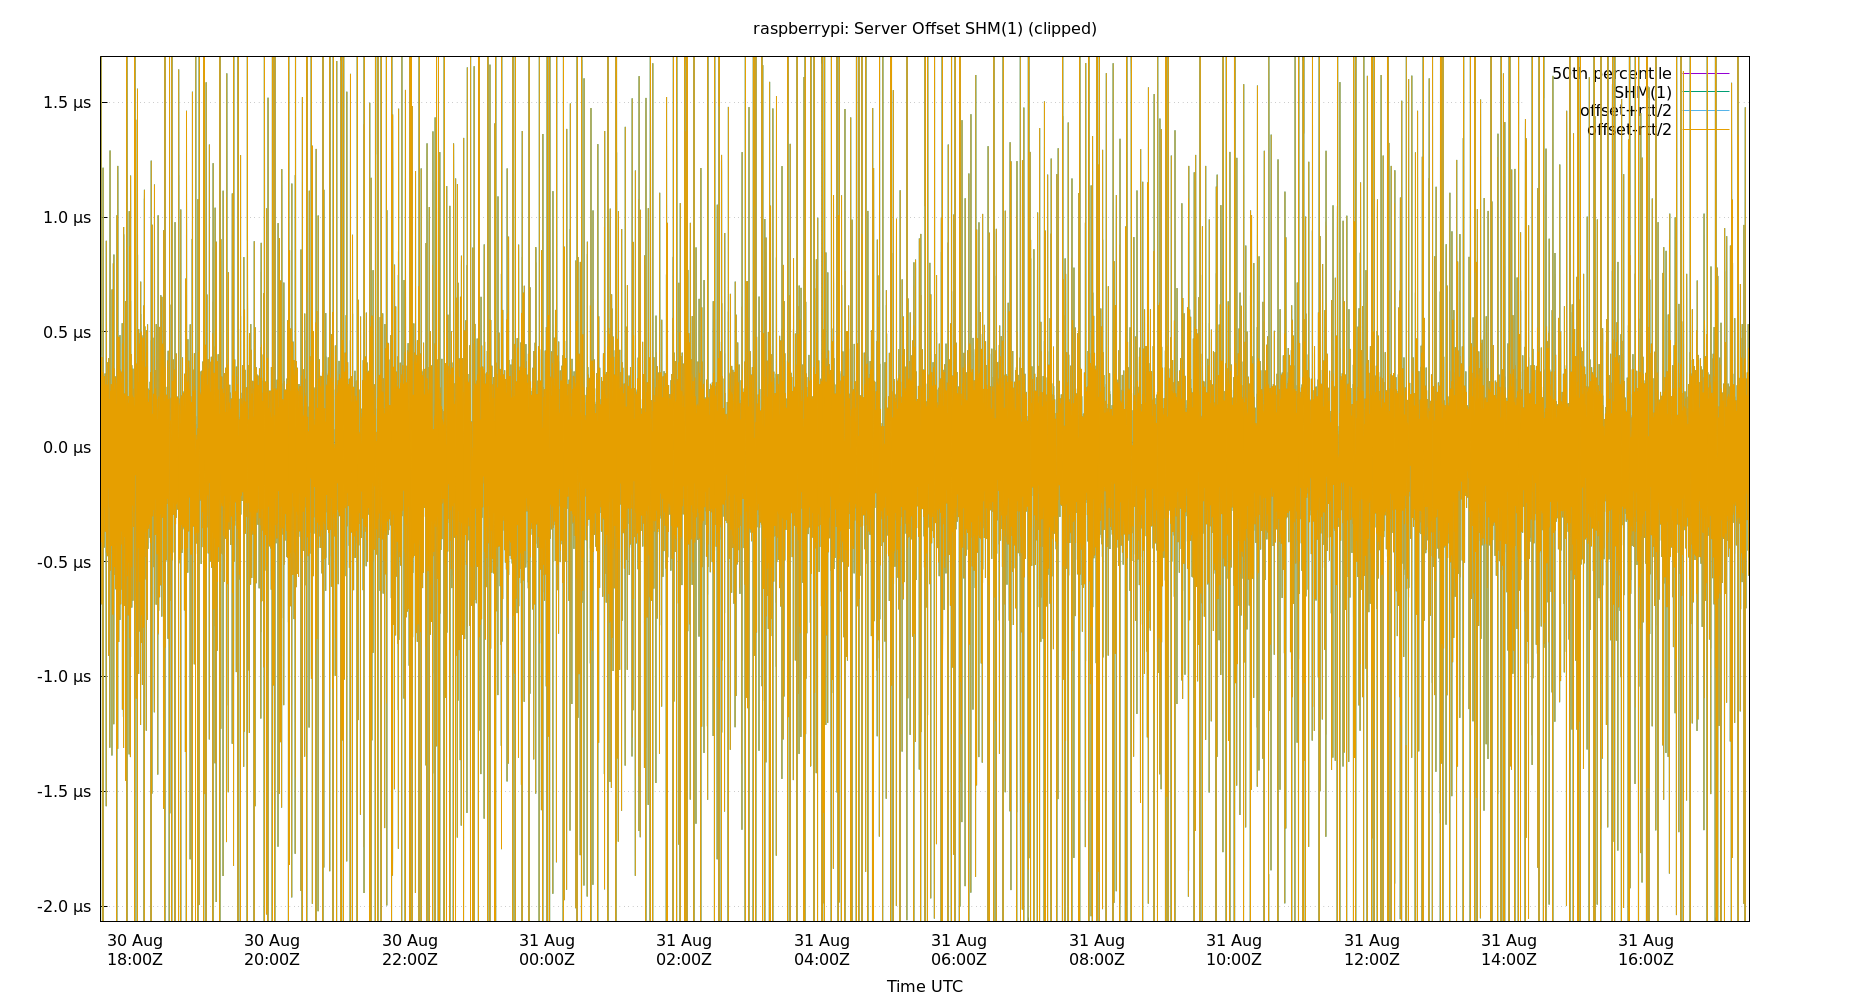 raspberrypi: Server Offset SHM(1) (clipped)
50th percentile
SHM(1)
offset+rtt/2
offset-rtt/2
1.5 µs
1.0 µs
0.5 µs
0.0 µs
-0.5 µs
-1.0 µs
-1.5 µs
-2.0 µs
30 Aug 30 Aug 30 Aug 31 Aug 31 Aug 31 Aug 31 Aug 31 Aug 31 Aug 31 Aug 31 Aug 31 Aug
18:00Z 20:00Z 22:00Z 00:00Z 02:00Z 04:00Z 06:00Z 08:00Z 10:00Z 12:00Z 14:00Z 16:00Z
Time UTC